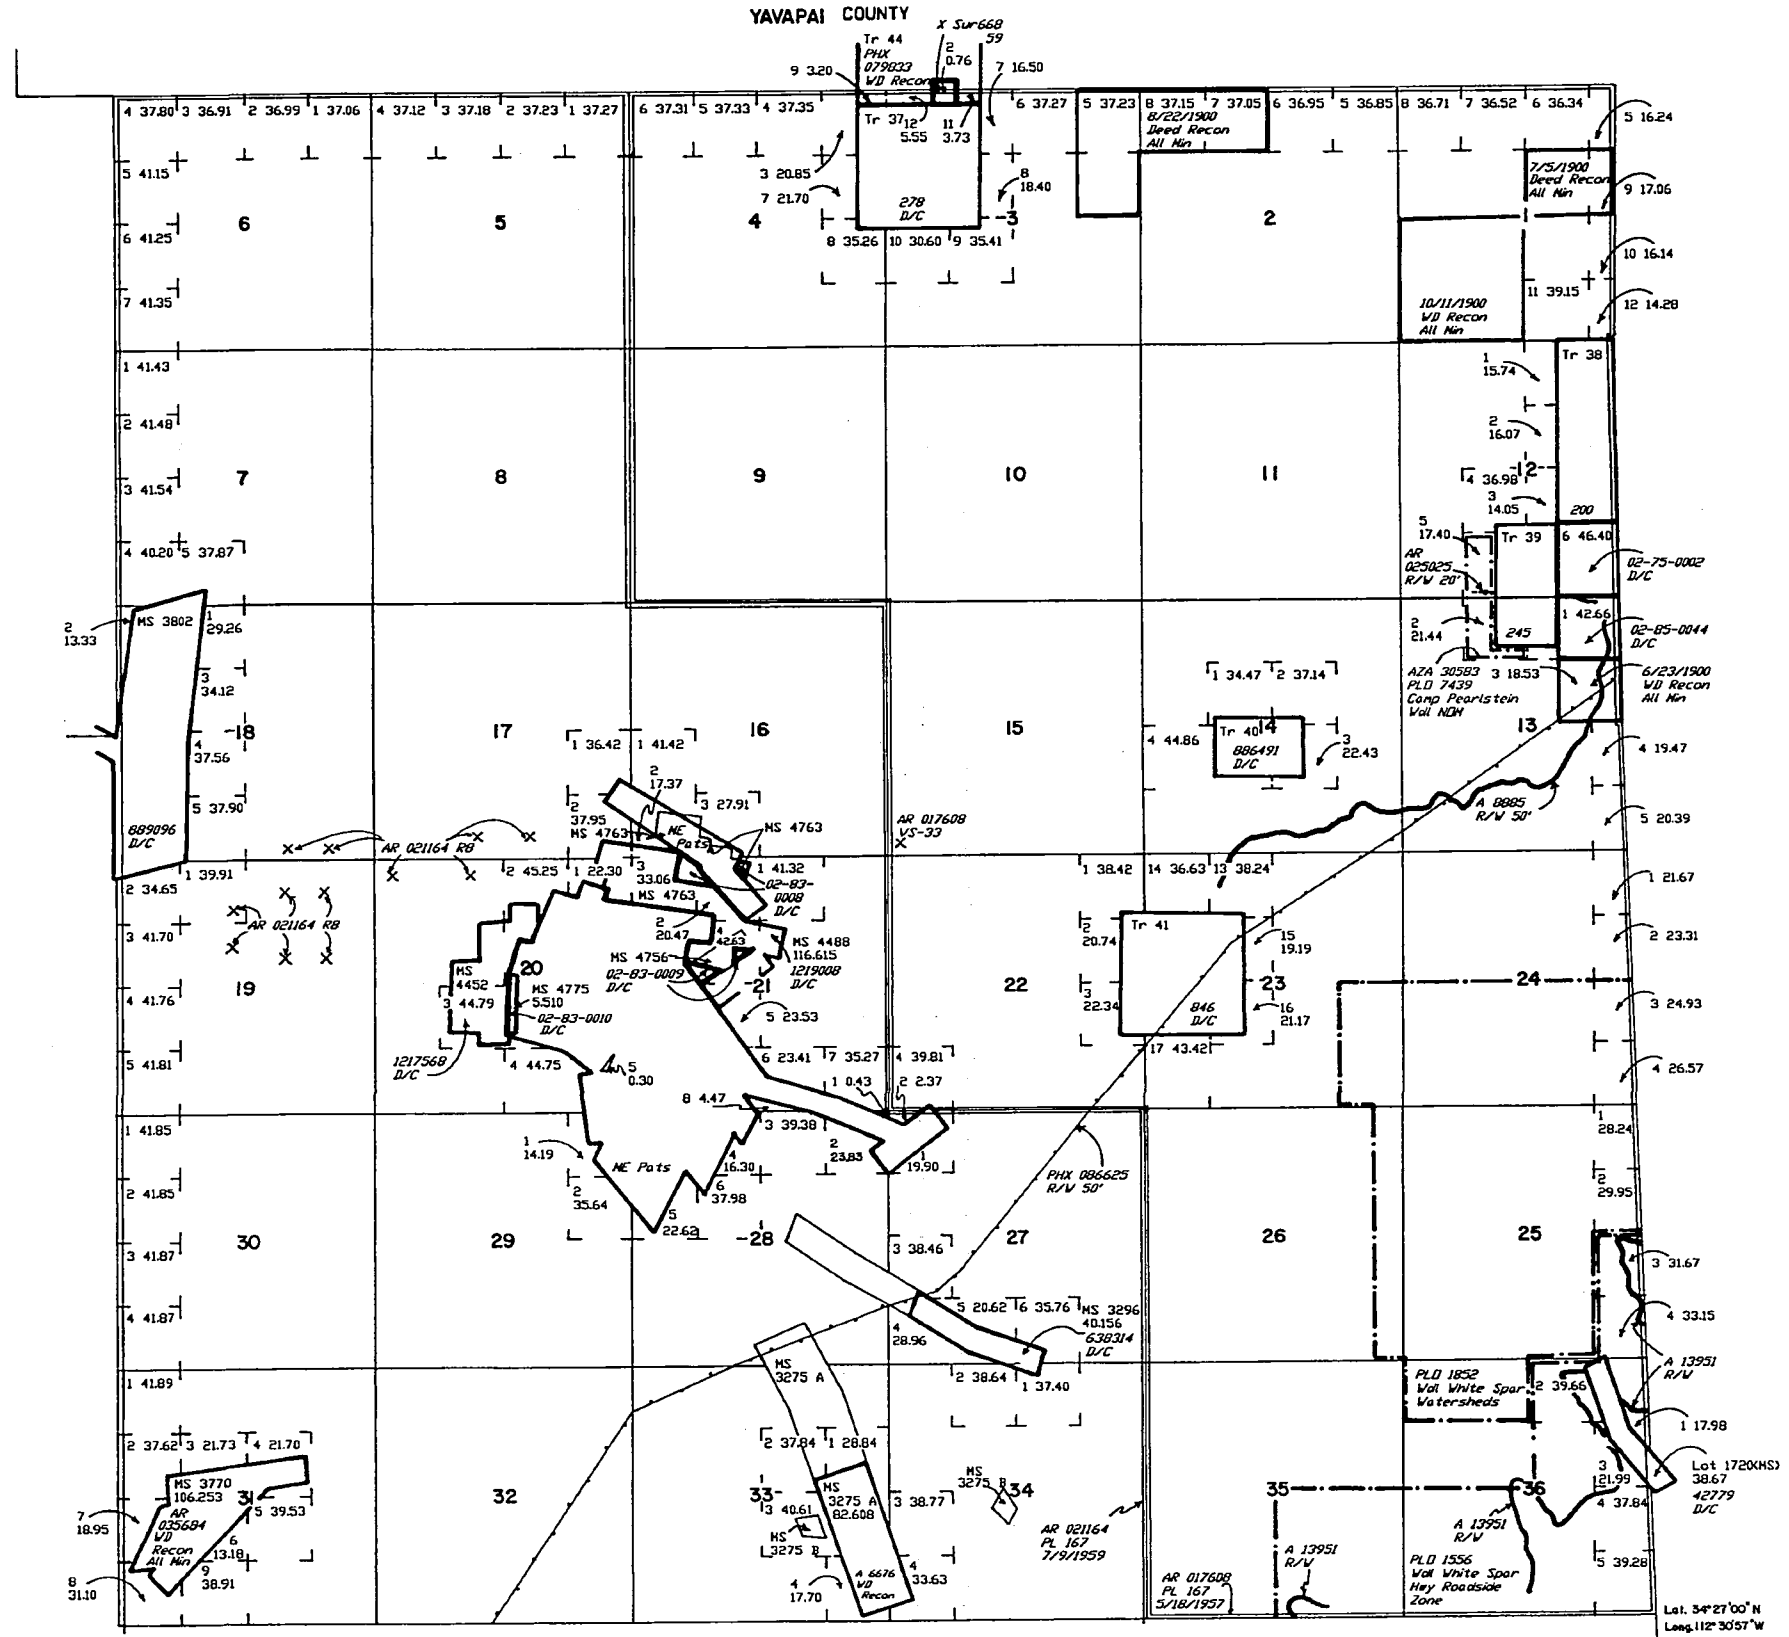 YAVAPAI COUNTY
X Sur 668
Tr 44
PHX
079833
WD Recon
2
0.76
59
9 3.20
7 16.50
4 37.80 3 36.91 2 36.99 1 37.06 4 37.12 3 37.18 2 37.23 1 37.27 6 37.31 5 37.33 4 37.35
Tr 37
12
5.55
11
3.73
6 37.27 5 37.23 8 37.15 7 37.05 6 36.95 5 36.85 8 36.71 7 36.52 6 36.34
8/22/1900
Deed Recon
All Min
5 16.24
5 41.15
3 20.85
7 21.70
8
18.40
7/5/1900
Deed Recon
All Min
9 17.06
278
D/C
6
5
4
3
2
6 41.25
8 35.26 10 30.60 9 35.41
10 16.14
7 41.35
11 39.15
12 14.28
10/11/1900
WD Recon
All Min
1 41.43
1
15.74
Tr 38
2 41.48
2
16.07
7
8
9
10
11
12
3 41.54
4 36.98
3
14.05
200
4 40.20 5 37.87
5
17.40
Tr 39
6 46.40
AR
025025
R/W 20'
02-75-0002
D/C
2
13.33
MS 3802
1
29.26
1 42.66
2
21.44
245
02-85-0044
D/C
3
34.12
1 34.47 2 37.14
AZA 30583
PLO 7439
Camp Pearlstein
Wdl NDM
3 18.53
6/23/1900
WD Recon
All Min
18
17
16
15
14
13
4
37.56
1 36.42 1 41.42
4 44.86
Tr 40
886491
D/C
3
22.43
4 19.47
2
17.37
5 37.90
2
37.95
3 27.91
A 8885
R/W 50'
5 20.39
889096
D/C
MS 4763
ME
Pats
MS 4763
AR 017608
VS-33
AR 021164 RB
2 34.65
1 39.91
2 45.25 1 22.30
3
33.06
1 41.32
1 38.42 14 36.63 13 38.24
1 21.67
MS 4763
02-83-
0008
D/C
AR 021164 RB
3 41.70
2
20.47
4
42.63
MS 4488
116.615
1219008
D/C
2
20.74
Tr 41
15
19.19
2 23.31
MS 4756
02-83-0009
D/C
19
20
21
22
23
24
MS
4452
3 44.79
MS 4775
5.510
02-83-0010
D/C
4 41.76
5 23.53
3
22.34
846
D/C
16
21.17
3 24.93
5 41.81
1217568
D/C
4 44.75
5
0.30
6 23.41 7 35.27 4 39.81
17 43.42
4 26.57
1 0.43 2 2.37
8 4.47
1 41.85
1
14.19
3 39.38
2
23.83
1
19.90
1
28.24
ME Pats
4
16.30
PHX 086625
R/W 50'
2 41.85
2
35.64
6
37.98
2
29.95
5
22.62
30
29
28
27
26
25
3 41.87
3 38.46
3 31.67
4 41.87
5 20.62 6 35.76
MS 3296
40.156
638314
D/C
4
28.96
4 33.15
MS
3275 A
A 13951
R/W
1 41.89
2 38.64
1 37.40
PLO 1852
Wdl White Spar
Watersheds
2 39.66
1 17.98
2 37.62 3 21.73 4 21.70
2 37.84 1 28.84
MS 3770
106.253
AR
035684
WD
Recon
All Min
31
32
33
34
35
36
5 39.53
MS
3275 A
82.608
3 40.61
3 38.77
MS
3275 B
3
21.99
4 37.84
Lot 1720(MS)
38.67
42779
D/C
7
18.95
MS
3275 B
AR 021164
PL 167
7/9/1959
A 13951
R/W
6
13.18
A 13951
R/W
PLO 1556
Wdl White Spar
Hwy Roadside
Zone
5 39.28
8
31.10
9
38.91
4
17.70
A 6676
WD
Recon
4
33.63
AR 017608
PL 167
5/18/1957
Lat. 34°27'00" N
Long.112°30'57" W